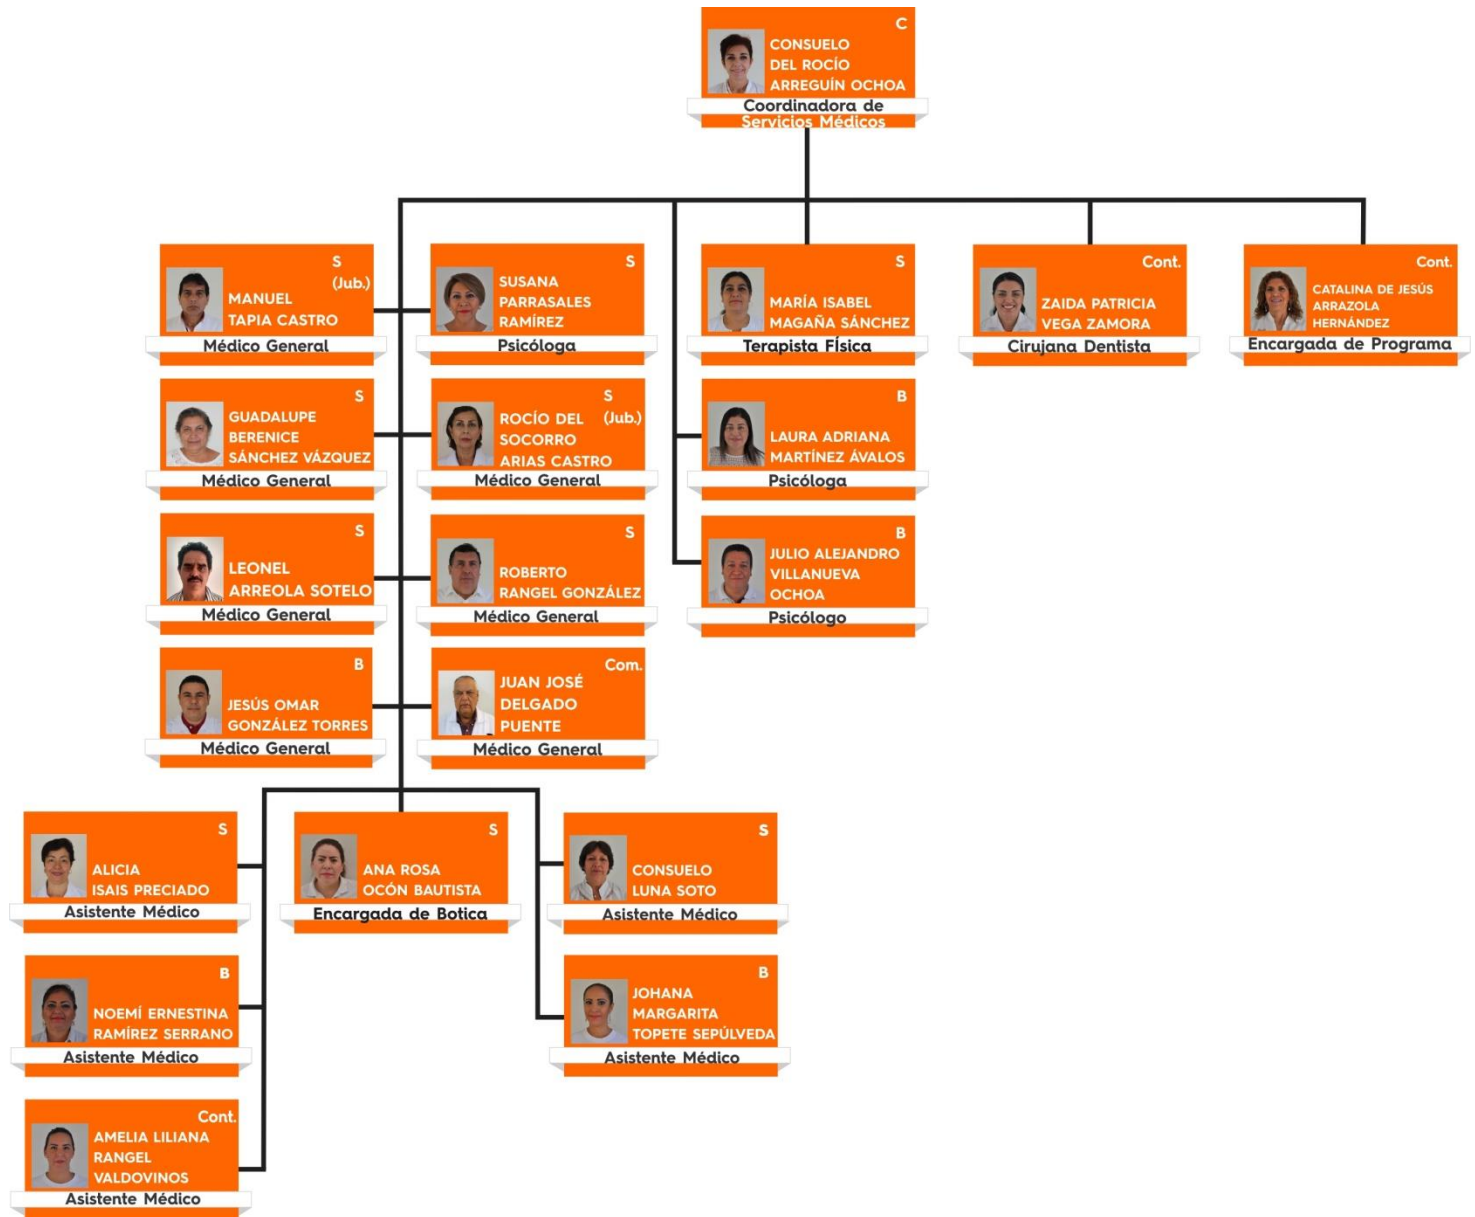 C
CONSUELO
DEL ROCÍO
ARREGUÍN OCHOA
Coordinadora de
Servicios Médicos
S
(Jub.)
MANUEL
TAPIA CASTRO
Médico General
S
SUSANA
PARRASALES
RAMÍREZ
Psicóloga
S
MARÍA ISABEL
MAGAÑA SÁNCHEZ
Terapista Física
Cont.
ZAIDA PATRICIA
VEGA ZAMORA
Cirujana Dentista
Cont.
CATALINA DE JESÚS
ARRAZOLA
HERNÁNDEZ
Encargada de Programa
S
GUADALUPE
BERENICE
SÁNCHEZ VÁZQUEZ
Médico General
S
(Jub.)
ROCÍO DEL
SOCORRO
ARIAS CASTRO
Médico General
B
LAURA ADRIANA
MARTÍNEZ ÁVALOS
Psicóloga
S
LEONEL
ARREOLA SOTELO
Médico General
S
ROBERTO
RANGEL GONZÁLEZ
Médico General
B
JULIO ALEJANDRO
VILLANUEVA
OCHOA
Psicólogo
B
JESÚS OMAR
GONZÁLEZ TORRES
Médico General
Com.
JUAN JOSÉ
DELGADO
PUENTE
Médico General
S
ALICIA
ISAIS PRECIADO
Asistente Médico
S
ANA ROSA
OCÓN BAUTISTA
Encargada de Botica
S
CONSUELO
LUNA SOTO
Asistente Médico
B
NOEMÍ ERNESTINA
RAMÍREZ SERRANO
Asistente Médico
B
JOHANA
MARGARITA
TOPETE SEPÚLVEDA
Asistente Médico
Cont.
AMELIA LILIANA
RANGEL
VALDOVINOS
Asistente Médico